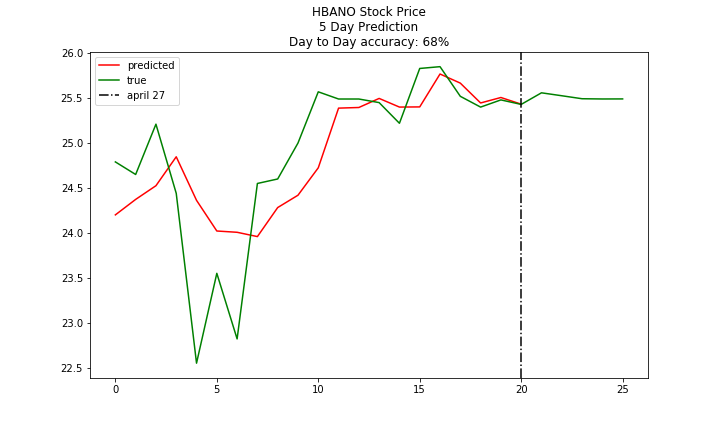 HBANO Stock Price
5 Day Prediction
Day to Day accuracy: 68%
predicted
true
april 27
26.0
25.5
25.0
24.5
24.0
23.5
23.0
22.5
0 5 10 15 20 25